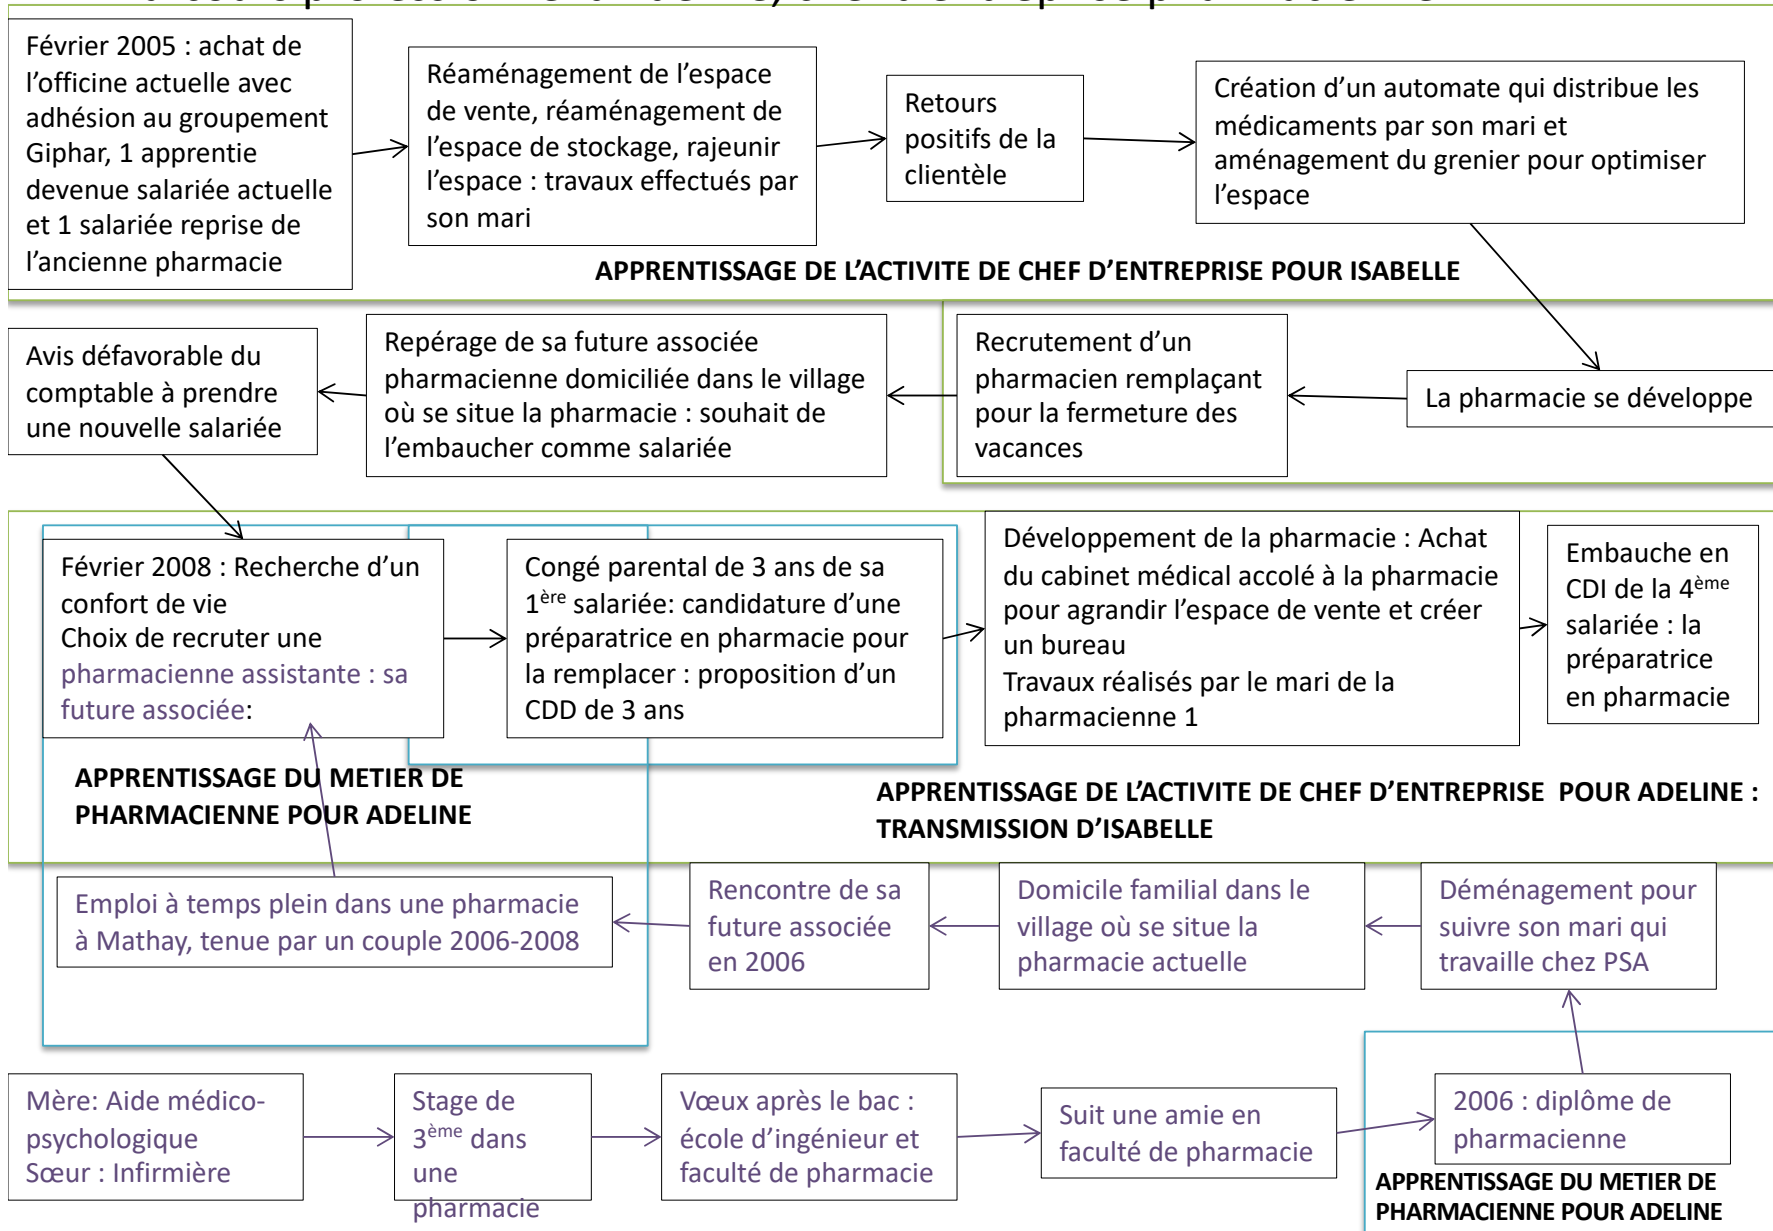 Février 2005 : achat de
l’officine actuelle avec
adhésion au groupement
Giphar, 1 apprentie
devenue salariée actuelle
et 1 salariée reprise de
l’ancienne pharmacie
Réaménagement de l’espace
de vente, réaménagement de
l’espace de stockage, rajeunir
l’espace : travaux effectués par
son mari
Retours
positifs de la
clientèle
Création d’un automate qui distribue les
médicaments par son mari et
aménagement du grenier pour optimiser
l’espace
APPRENTISSAGE DE L’ACTIVITE DE CHEF D’ENTREPRISE POUR ISABELLE
Avis défavorable du
comptable à prendre
une nouvelle salariée
Repérage de sa future associée
pharmacienne domiciliée dans le village
où se situe la pharmacie : souhait de
l’embaucher comme salariée
Recrutement d’un
pharmacien remplaçant
pour la fermeture des
vacances
La pharmacie se développe
Février 2008 : Recherche d’un
confort de vie
Choix de recruter une
pharmacienne assistante : sa
future associée:
Congé parental de 3 ans de sa
1ère salariée: candidature d’une
préparatrice en pharmacie pour
la remplacer : proposition d’un
CDD de 3 ans
Développement de la pharmacie : Achat
du cabinet médical accolé à la pharmacie
pour agrandir l’espace de vente et créer
un bureau
Travaux réalisés par le mari de la
pharmacienne 1
Embauche en
CDI de la 4ème
salariée : la
préparatrice
en pharmacie
APPRENTISSAGE DU METIER DE
PHARMACIENNE POUR ADELINE
APPRENTISSAGE DE L’ACTIVITE DE CHEF D’ENTREPRISE POUR ADELINE :
TRANSMISSION D’ISABELLE
Emploi à temps plein dans une pharmacie
à Mathay, tenue par un couple 2006-2008
Rencontre de sa
future associée
en 2006
Domicile familial dans le
village où se situe la
pharmacie actuelle
Déménagement pour
suivre son mari qui
travaille chez PSA
Mère: Aide médico-
psychologique
Sœur : Infirmière
Stage de
3ème dans
une
pharmacie
Vœux après le bac :
école d’ingénieur et
faculté de pharmacie
Suit une amie en
faculté de pharmacie
2006 : diplôme de
pharmacienne
APPRENTISSAGE DU METIER DE
PHARMACIENNE POUR ADELINE